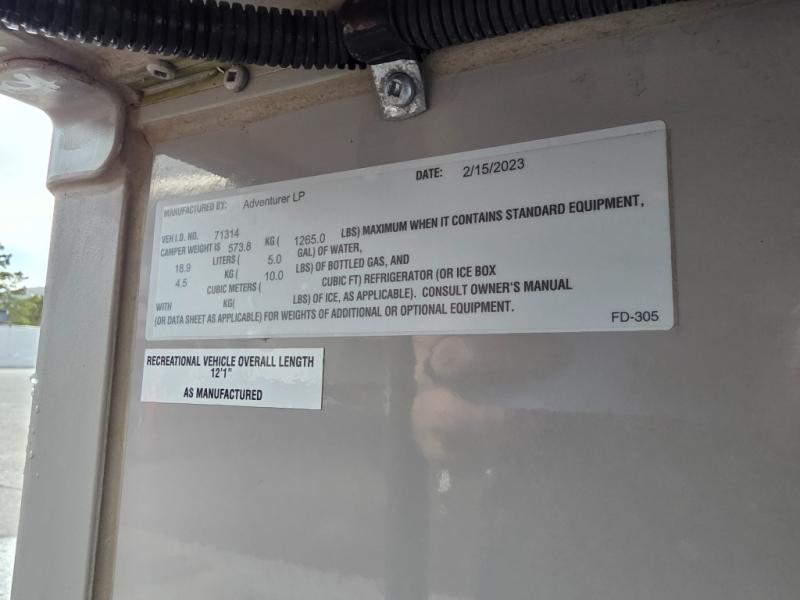 MANUFACTURED BY: Adventurer LP DATE: 2/15/2023
VEH I.D. NO. 71314
CAMPER WEIGHT IS 573.8 KG ( 1265.0 LBS) MAXIMUM WHEN IT CONTAINS STANDARD EQUIPMENT,
18.9 LITERS ( 5.0 GAL) OF WATER,
4.5 KG ( 10.0 LBS) OF BOTTLED GAS, AND
CUBIC METERS ( CUBIC FT) REFRIGERATOR (OR ICE BOX
WITH KG( LBS) OF ICE, AS APPLICABLE). CONSULT OWNER'S MANUAL
(OR DATA SHEET AS APPLICABLE) FOR WEIGHTS OF ADDITIONAL OR OPTIONAL EQUIPMENT.
FD-305
RECREATIONAL VEHICLE OVERALL LENGTH
12'1"
AS MANUFACTURED